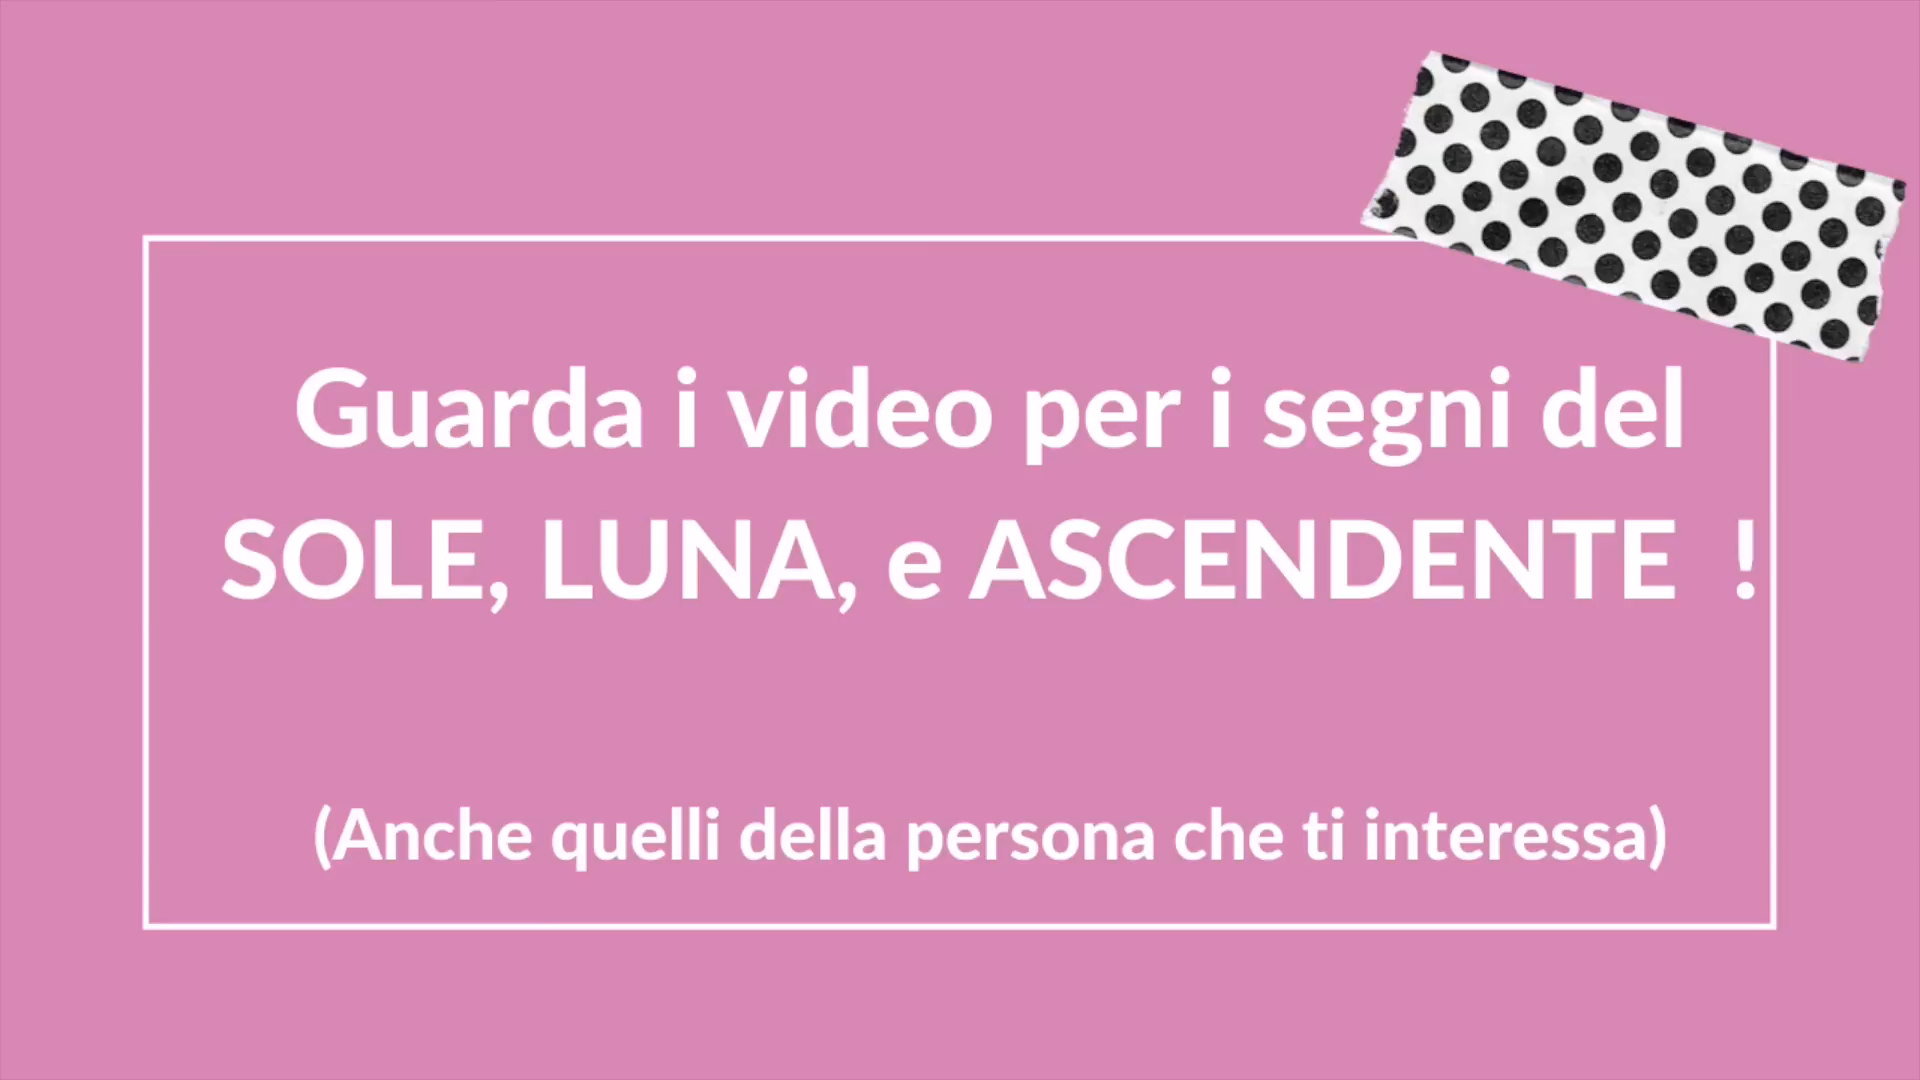 Guarda i video per i segni del
SOLE, LUNA, e ASCENDENTE !
(Anche quelli della persona che ti interessa)